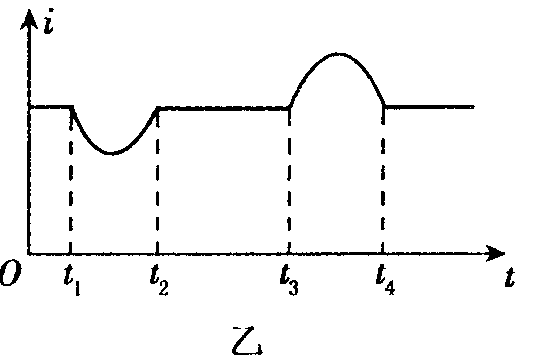 i
O t₁ t₂ t₃ t₄ t
乙